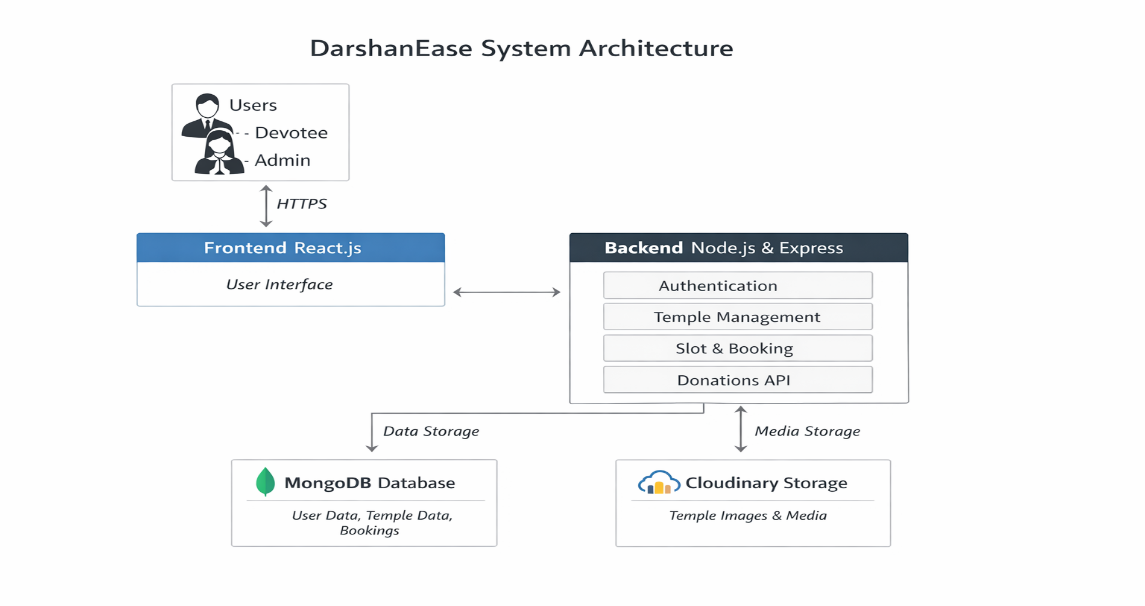 DarshanEase System Architecture
Users
- - Devotee
- Admin
HTTPS
Frontend React.js
User Interface
Backend Node.js & Express
Authentication
Temple Management
Slot & Booking
Donations API
Data Storage
Media Storage
MongoDB Database
User Data, Temple Data,
Bookings
Cloudinary Storage
Temple Images & Media